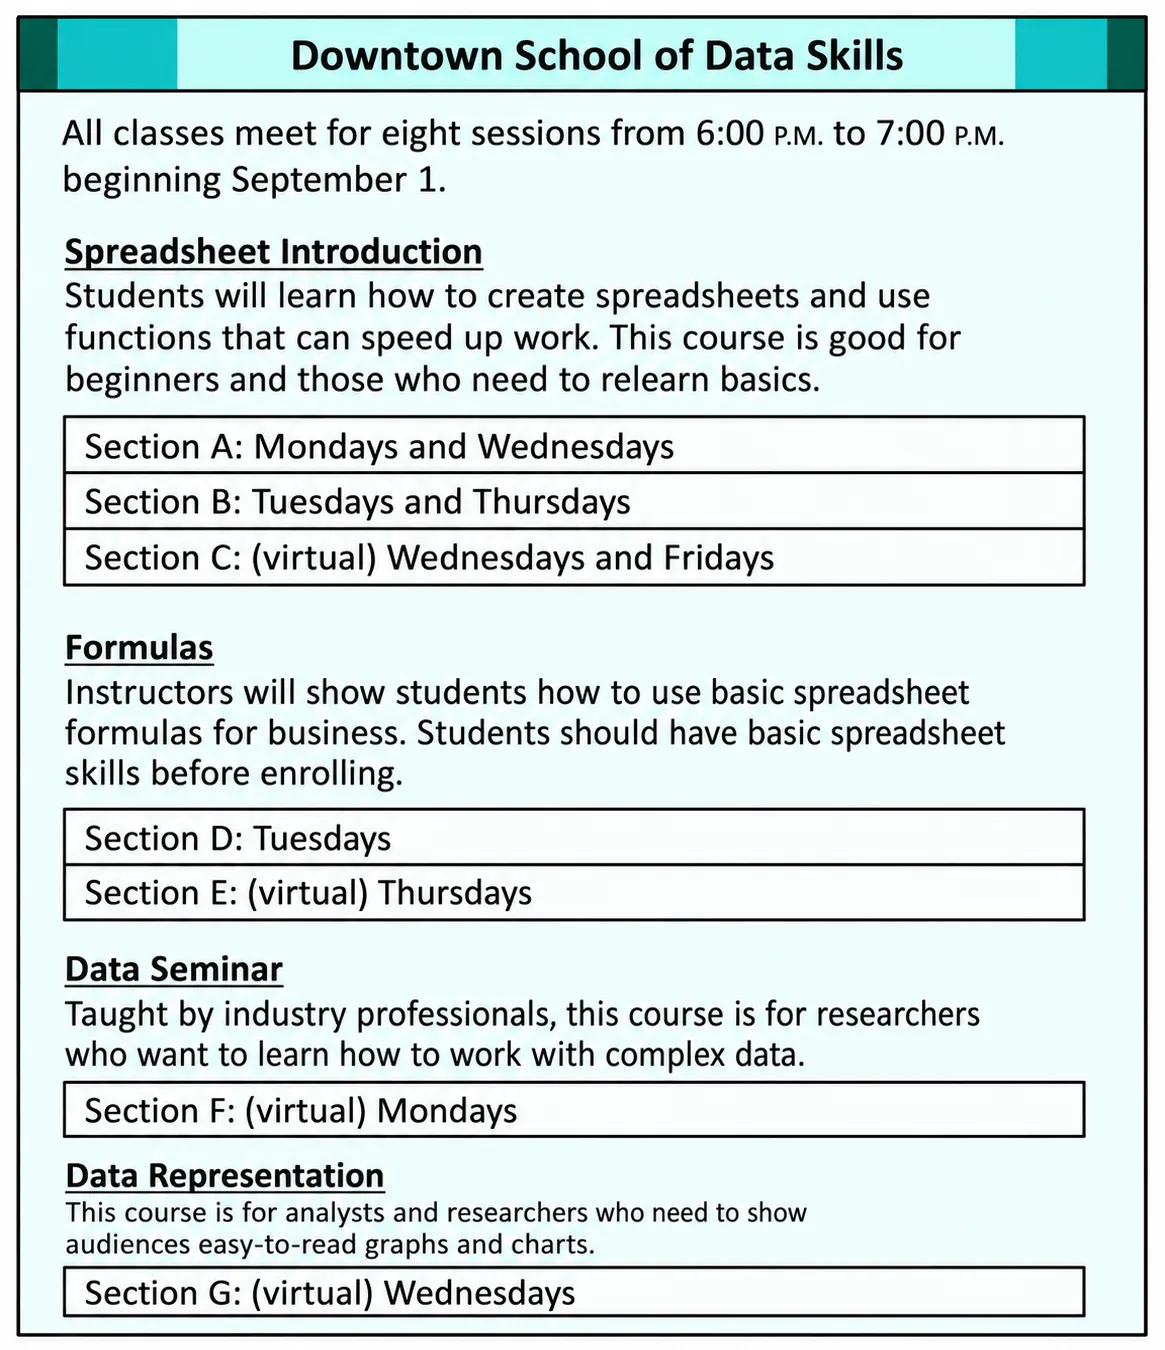 Downtown School of Data Skills
All classes meet for eight sessions from 6:00 P.M. to 7:00 P.M.
beginning September 1.
Spreadsheet Introduction
Students will learn how to create spreadsheets and use
functions that can speed up work. This course is good for
beginners and those who need to relearn basics.
Section A: Mondays and Wednesdays
Section B: Tuesdays and Thursdays
Section C: (virtual) Wednesdays and Fridays
Formulas
Instructors will show students how to use basic spreadsheet
formulas for business. Students should have basic spreadsheet
skills before enrolling.
Section D: Tuesdays
Section E: (virtual) Thursdays
Data Seminar
Taught by industry professionals, this course is for researchers
who want to learn how to work with complex data.
Section F: (virtual) Mondays
Data Representation
This course is for analysts and researchers who need to show
audiences easy-to-read graphs and charts.
Section G: (virtual) Wednesdays